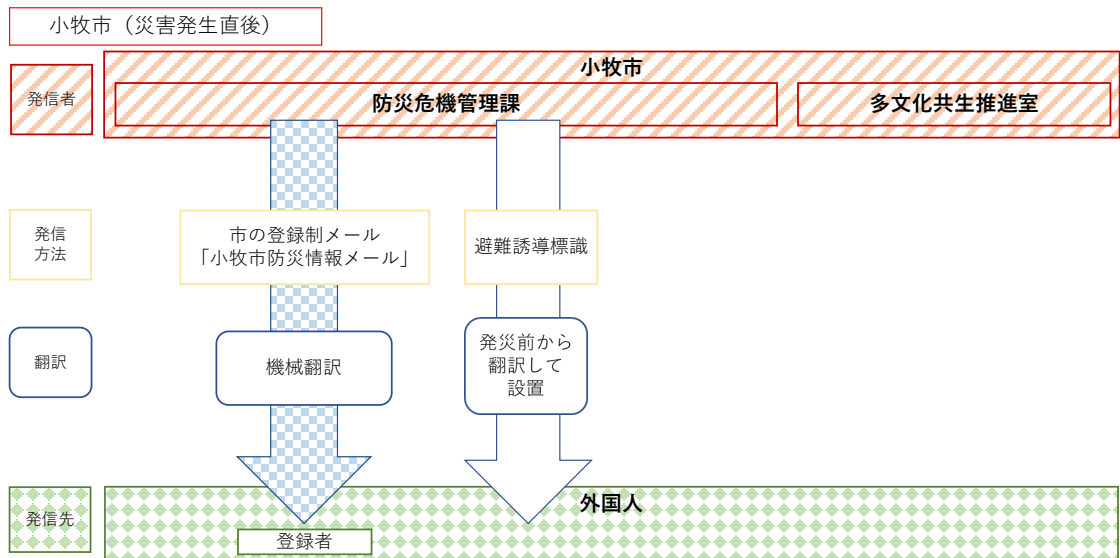 小牧市（災害発生直後）
発信者
小牧市
防災危機管理課
多文化共生推進室
発信
方法
市の登録制メール
「小牧市防災情報メール」
避難誘導標識
翻訳
機械翻訳
発災前から
翻訳して
設置
発信先
外国人
登録者